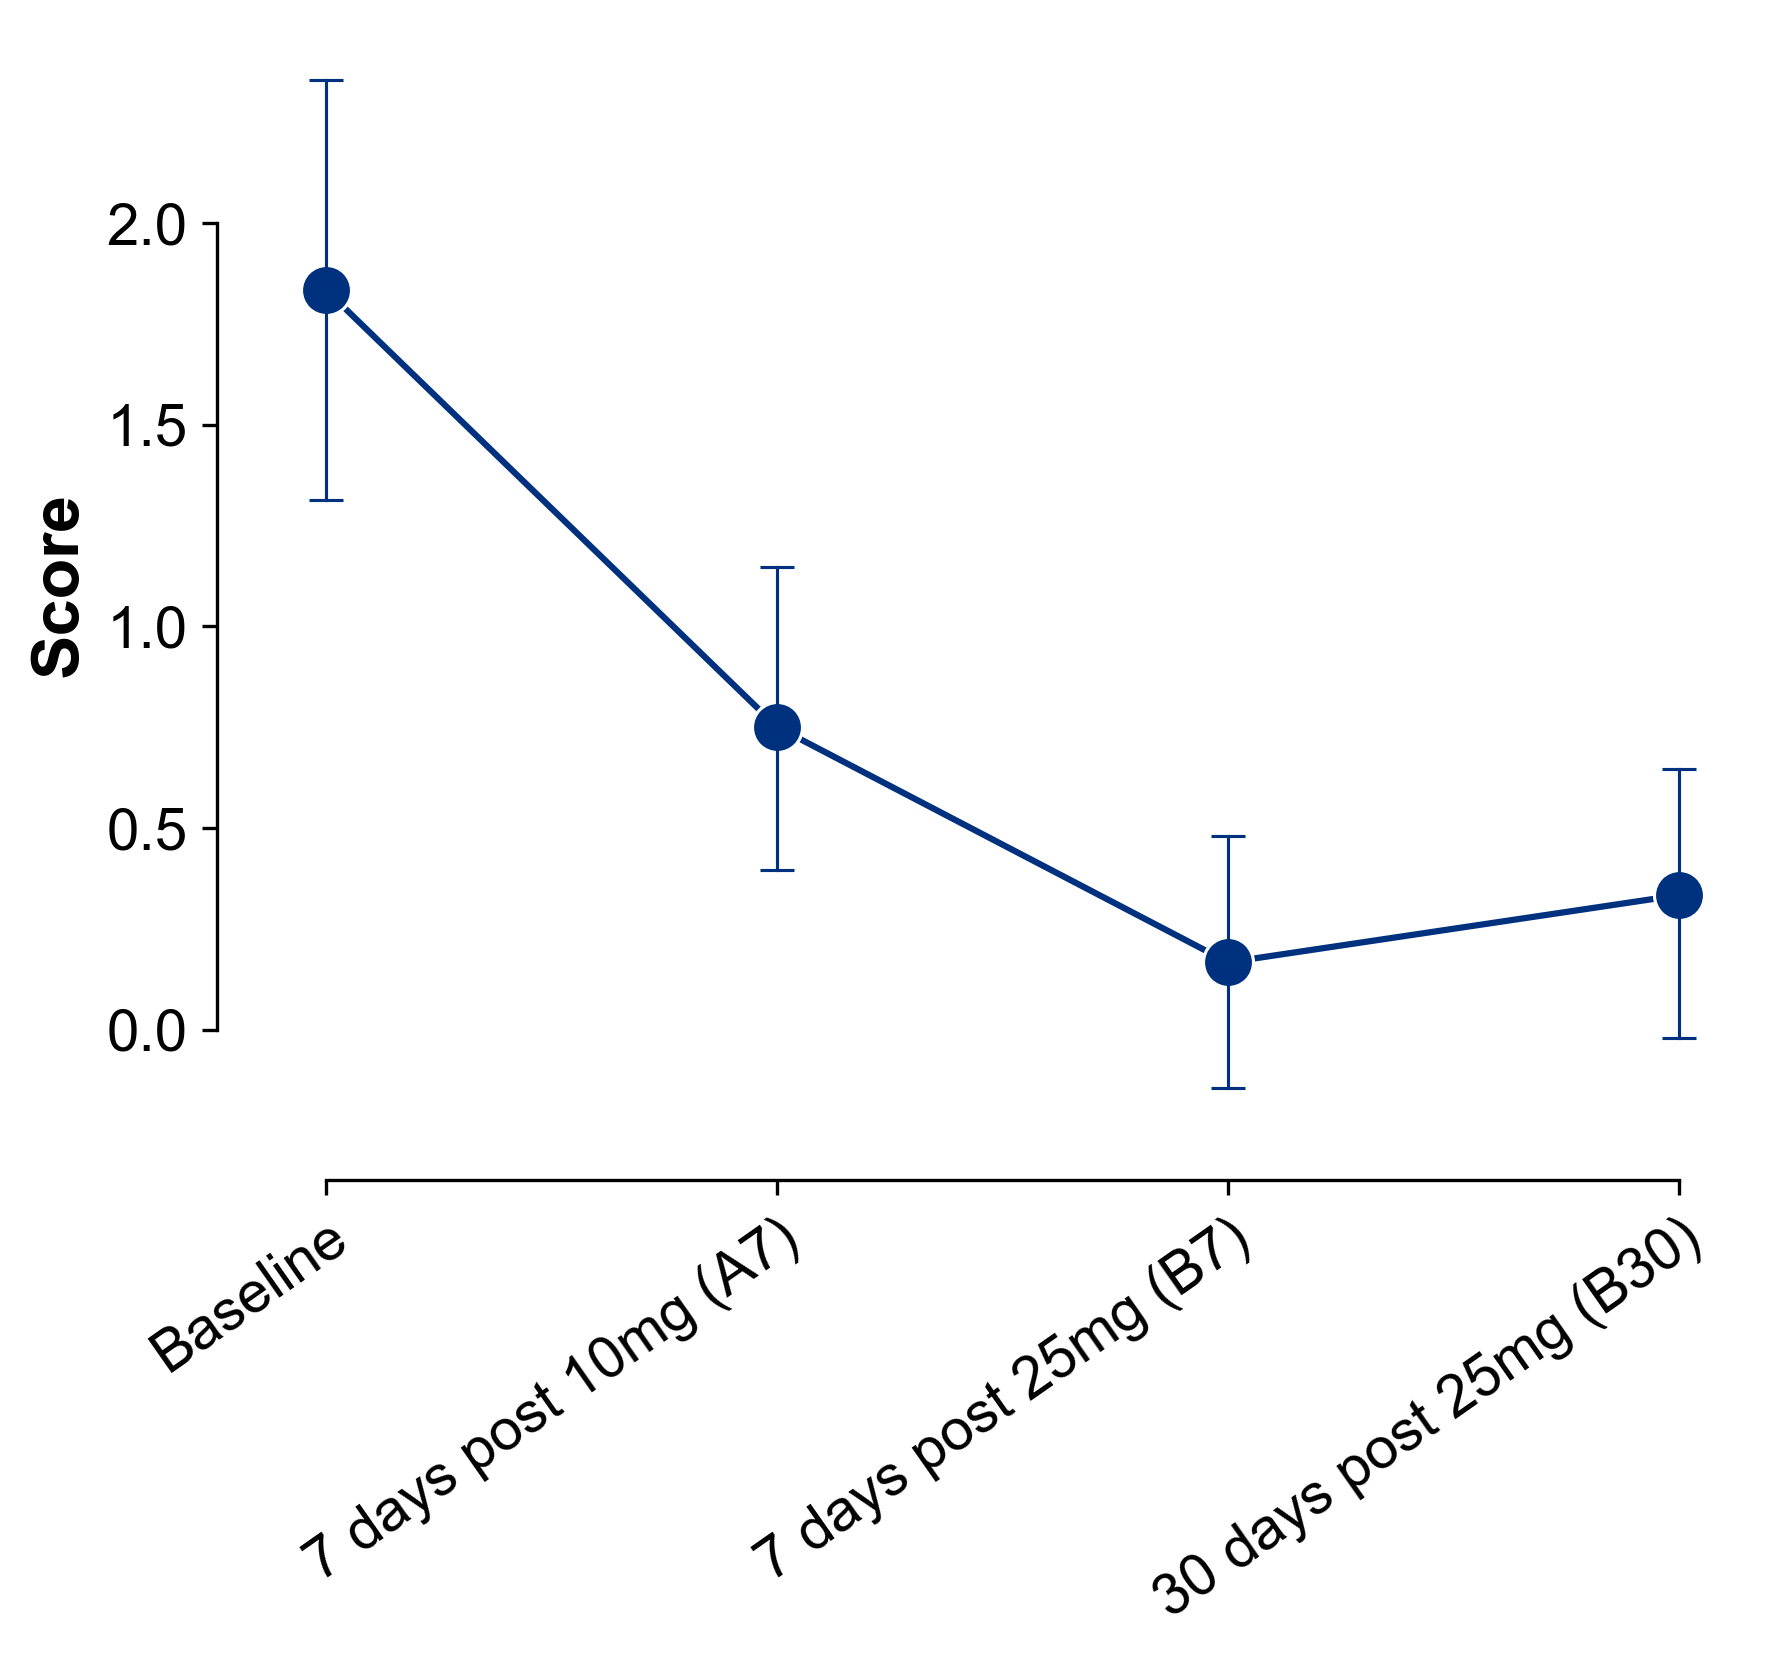 Score
2.0
1.5
1.0
0.5
0.0
Baseline
7 days post 10mg (A7)
7 days post 25mg (B7)
30 days post 25mg (B30)